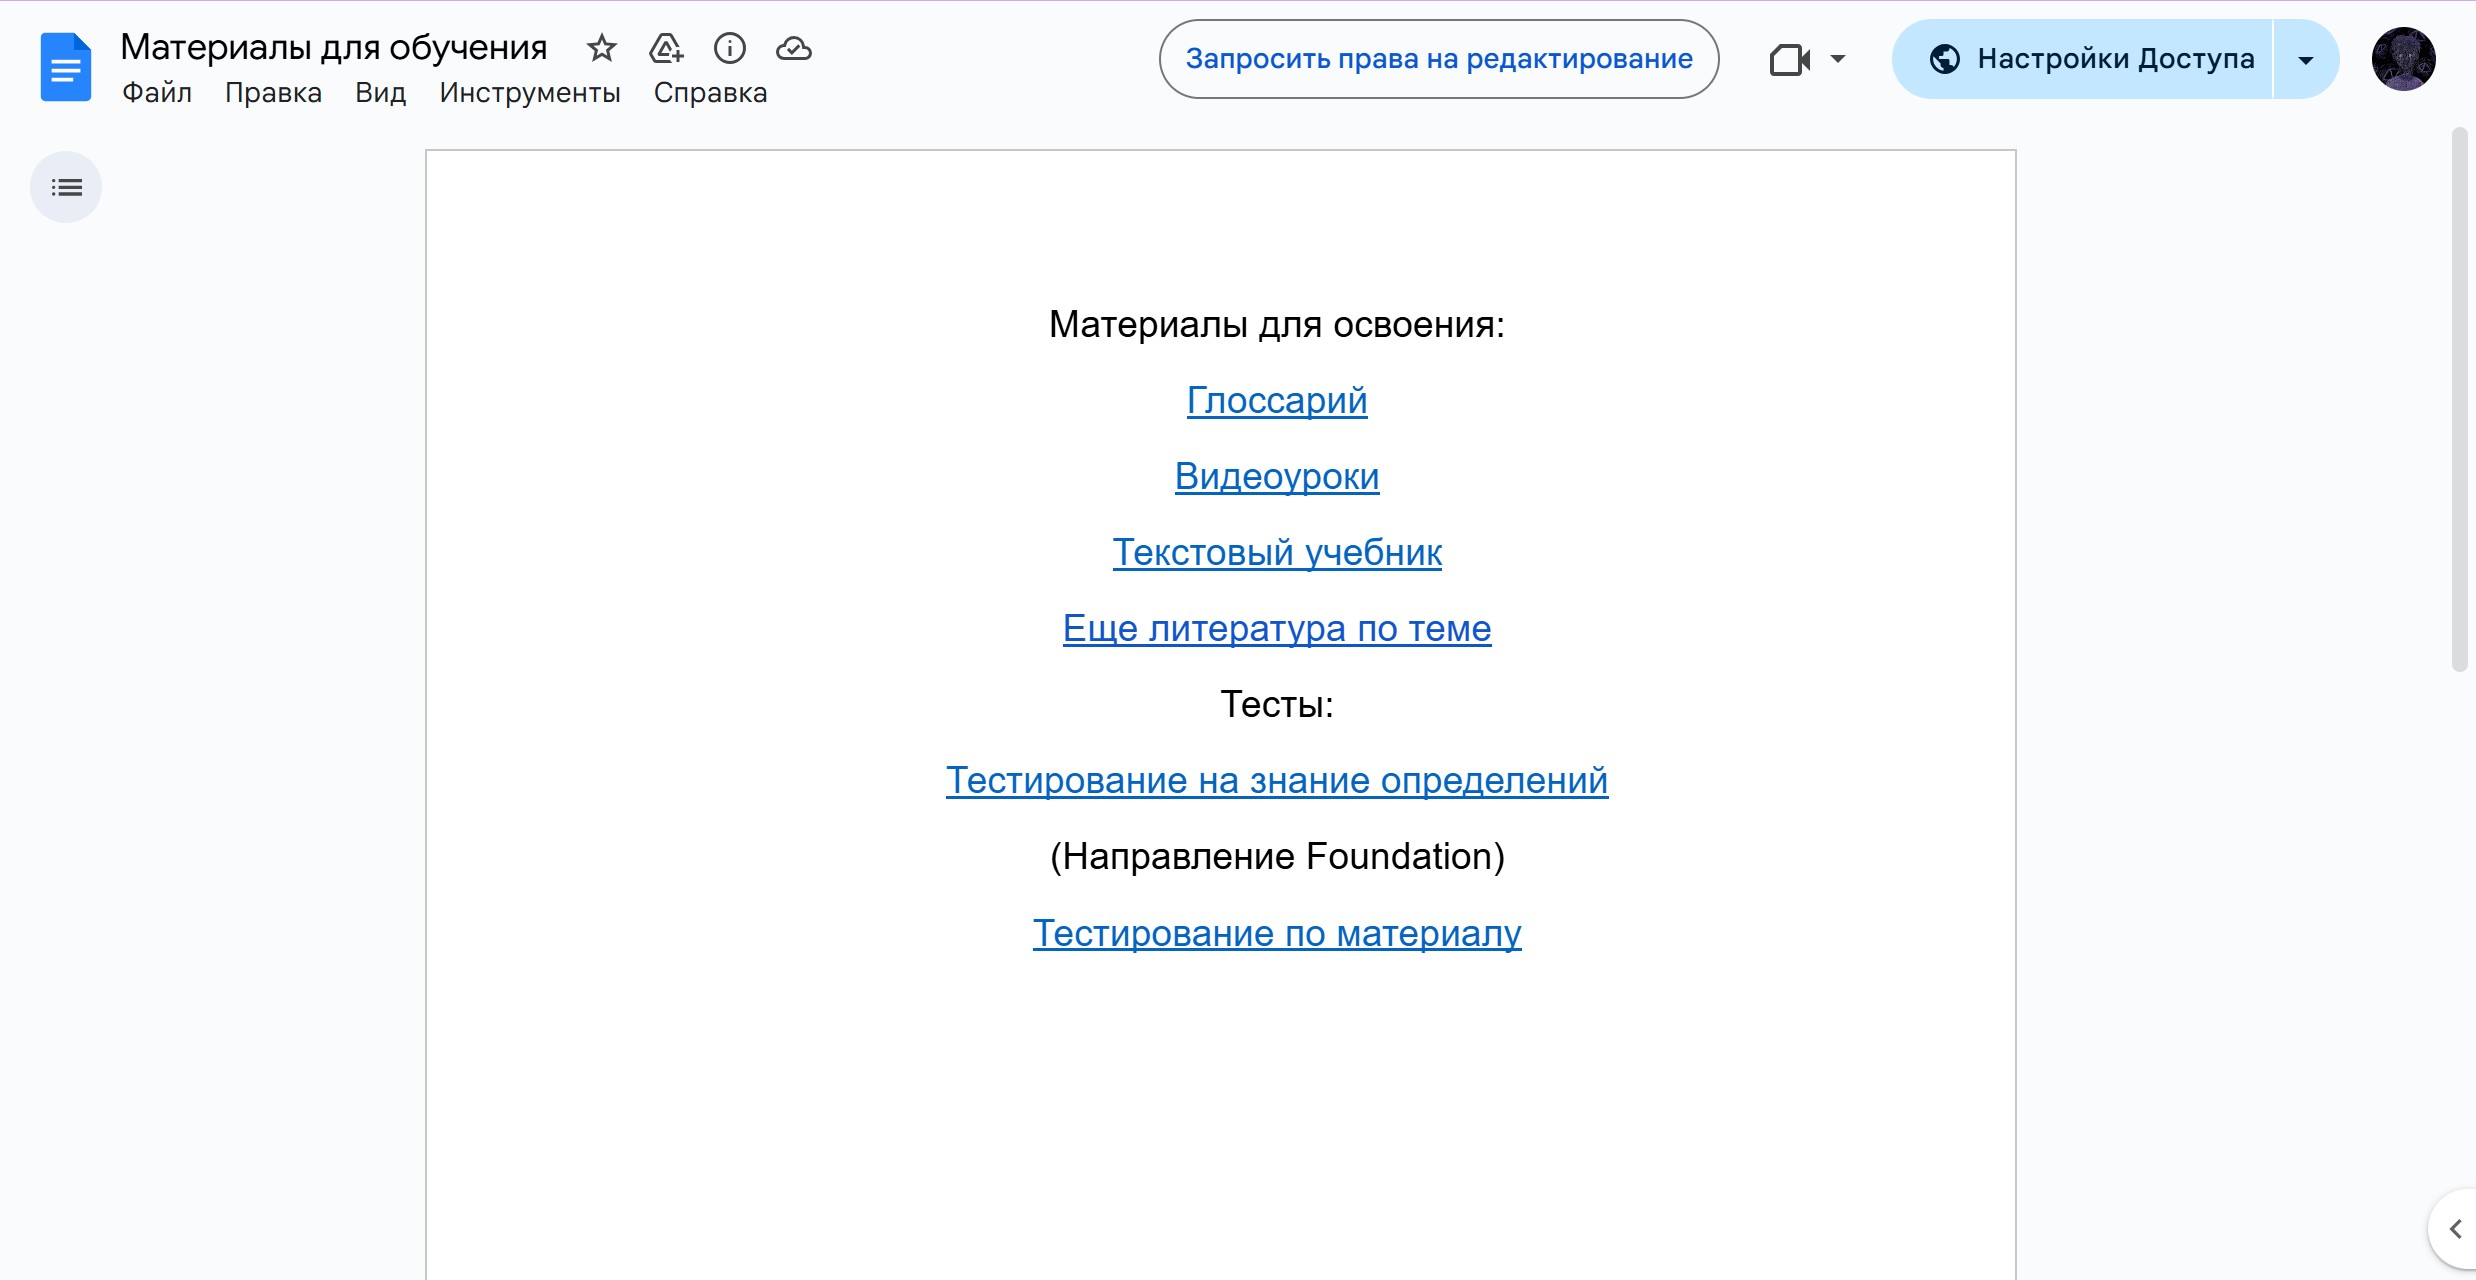 Материалы для обучения
Файл Правка Вид Инструменты Справка
Запросить права на редактирование
Настройки Доступа
Материалы для освоения:
Глоссарий
Видеоуроки
Текстовый учебник
Еще литература по теме
Тесты:
Тестирование на знание определений
(Направление Foundation)
Тестирование по материалу